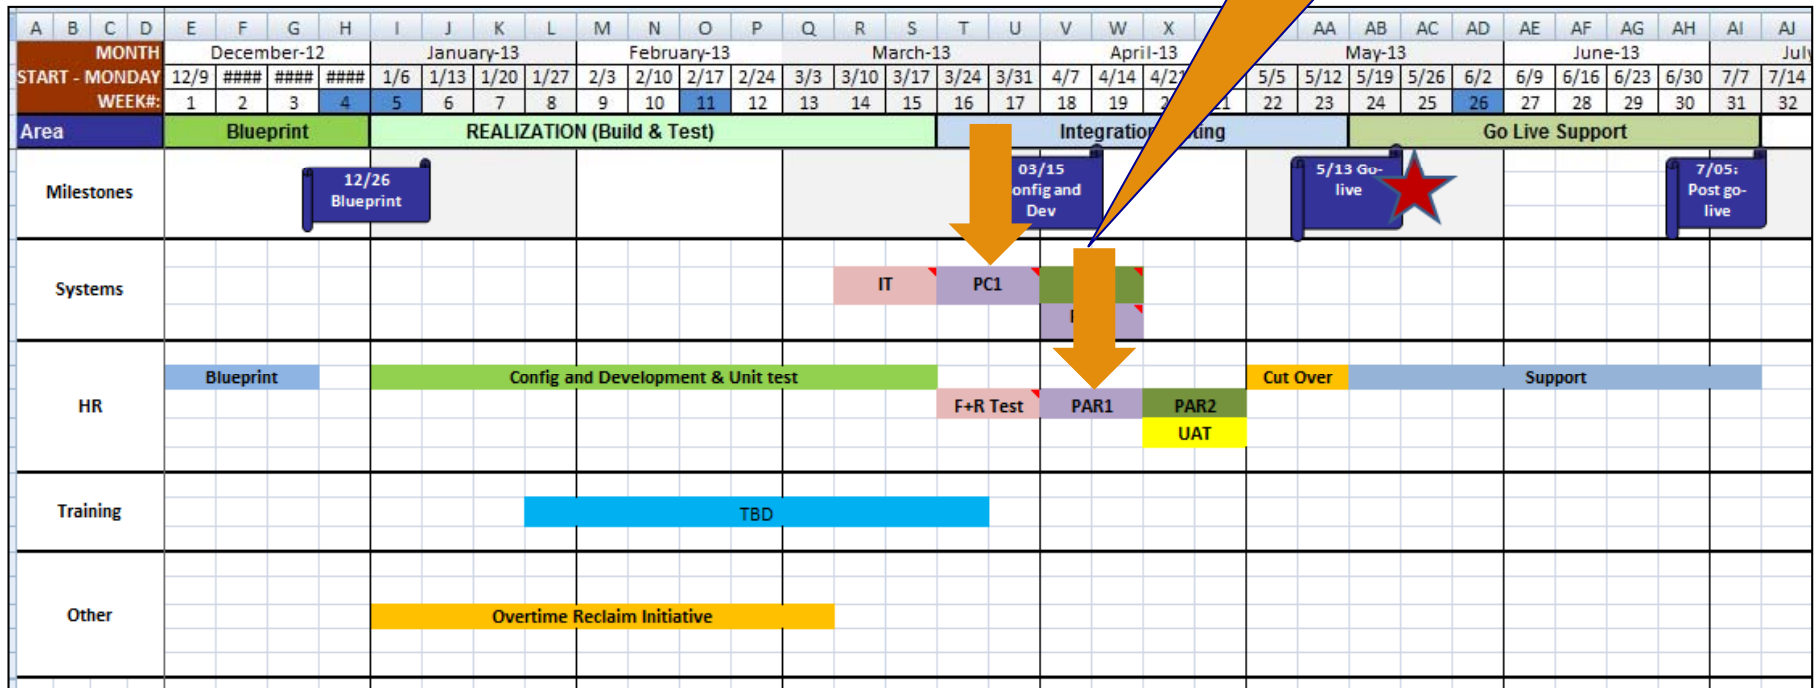 A B C D E F G H I J K L M N O P Q R S T U V W X AA AB AC AD AE AF AG AH AI AJ
MONTH December-12 January-13 February-13 March-13 April-13 May-13 June-13
START - MONDAY 12/9 #### #### #### 1/6 1/13 1/20 1/27 2/3 2/10 2/17 2/24 3/3 3/10 3/17 3/24 3/31 4/7 4/14 5/5 5/12 5/19 5/26 6/2 6/9 6/16 6/23 6/30 7/7 7/14
WEEK#: 1 2 3 4 5 6 7 8 9 10 11 12 13 14 15 16 17 18 19 22 23 24 25 26 27 28 29 30 31 32
Area Blueprint REALIZATION (Build & Test) Go Live Support
Milestones
12/26
Blueprint
03/15
and
Dev
5/13 Go-
live
7/05:
Post go-
live
Systems
IT PC1
HR
Blueprint Config and Development & Unit test Cut Over Support
F+R Test PAR1 PAR2
UAT
Training
TBD
Other
Overtime Reclaim Initiative